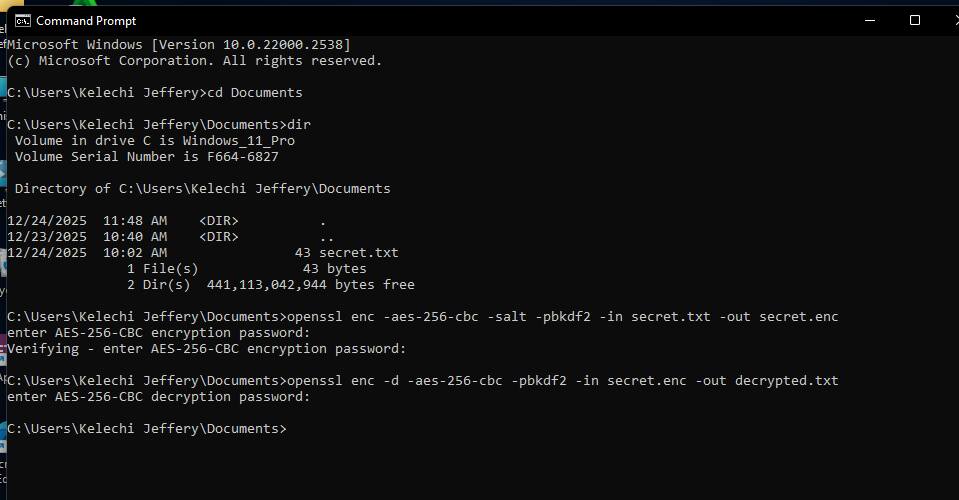 Command Prompt
Microsoft Windows [Version 10.0.22000.2538]
(c) Microsoft Corporation. All rights reserved.
C:\Users\Kelechi Jeffery>cd Documents
C:\Users\Kelechi Jeffery\Documents>dir
 Volume in drive C is Windows_11_Pro
 Volume Serial Number is F664-6827
 Directory of C:\Users\Kelechi Jeffery\Documents
12/24/2025  11:48 AM    <DIR>          .
12/23/2025  10:40 AM    <DIR>          ..
12/24/2025  10:02 AM                43 secret.txt
               1 File(s)             43 bytes
               2 Dir(s)  441,113,042,944 bytes free
C:\Users\Kelechi Jeffery\Documents>openssl enc -aes-256-cbc -salt -pbkdf2 -in secret.txt -out secret.enc
enter AES-256-CBC encryption password:
Verifying - enter AES-256-CBC encryption password:
C:\Users\Kelechi Jeffery\Documents>openssl enc -d -aes-256-cbc -pbkdf2 -in secret.enc -out decrypted.txt
enter AES-256-CBC decryption password:
C:\Users\Kelechi Jeffery\Documents>